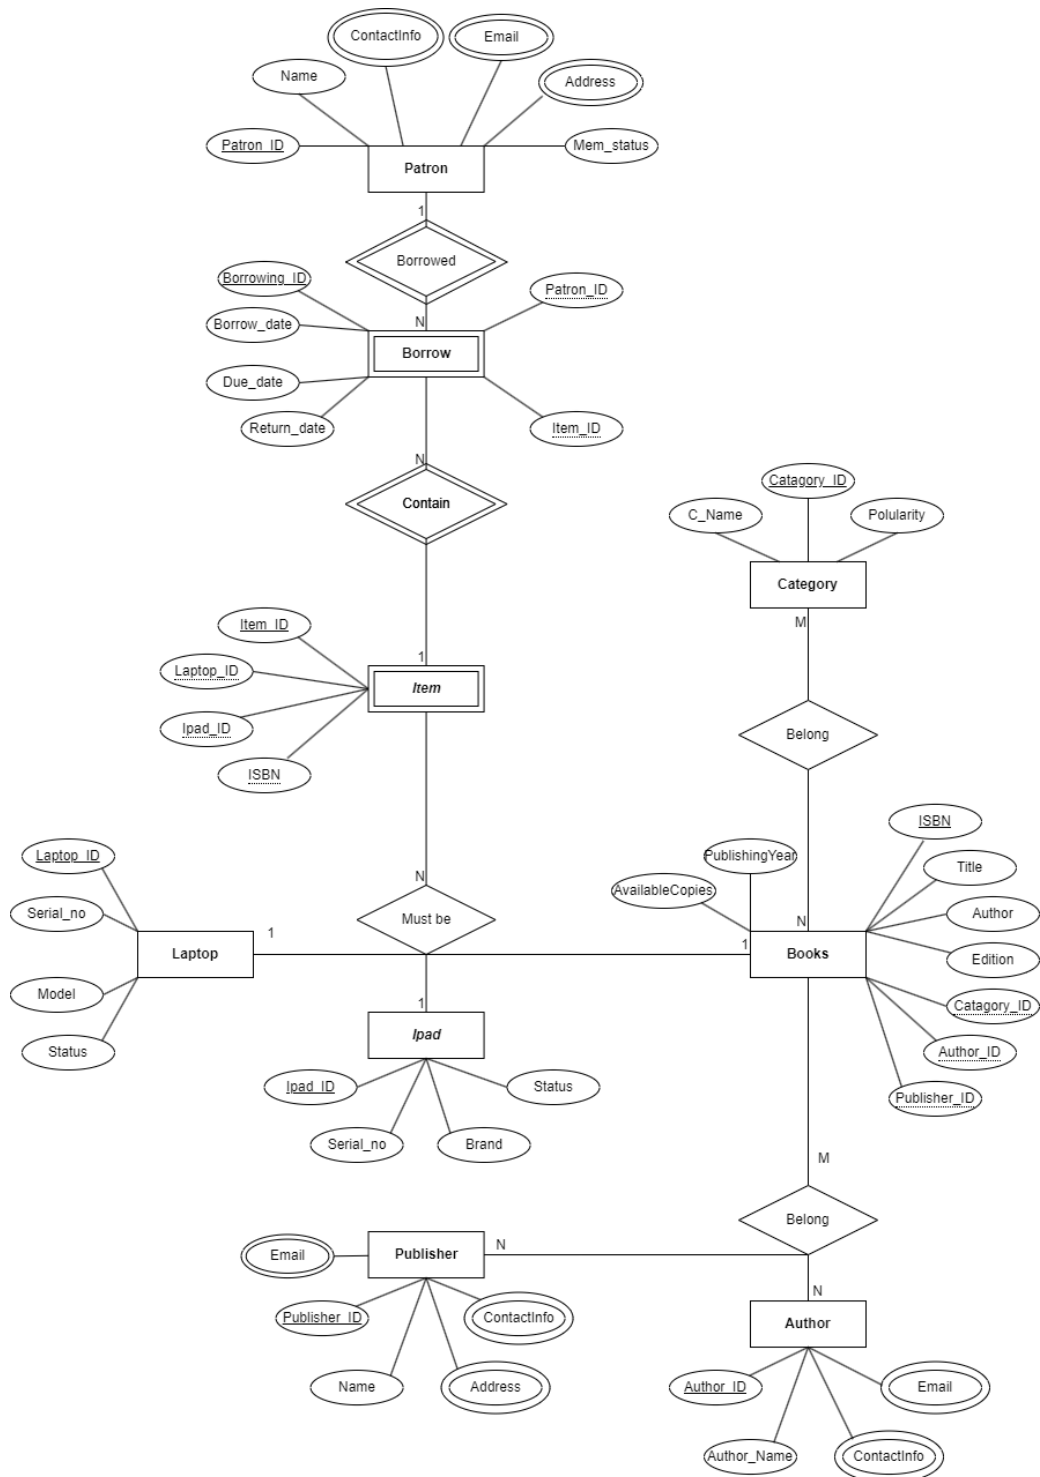 ContactInfo
Email
Name
Address
Patron_ID
Mem_status
Patron
1
Borrowed
Borrowing_ID
Patron_ID
Borrow_date
N
Borrow
Due_date
Return_date
Item_ID
N
Contain
Catagory_ID
C_Name
Polularity
Category
M
Item_ID
1
Laptop_ID
Item
Ipad_ID
Belong
ISBN
ISBN
Laptop_ID
PublishingYear
Title
N
AvailableCopies
Serial_no
Must be
N
Author
1
1
Laptop
Books
Edition
Model
1
Catagory_ID
Ipad
Status
Author_ID
Ipad_ID
Status
Publisher_ID
Serial_no
Brand
M
Belong
Email
Publisher
N
N
Publisher_ID
ContactInfo
Author
Name
Address
Author_ID
Email
Author_Name
ContactInfo